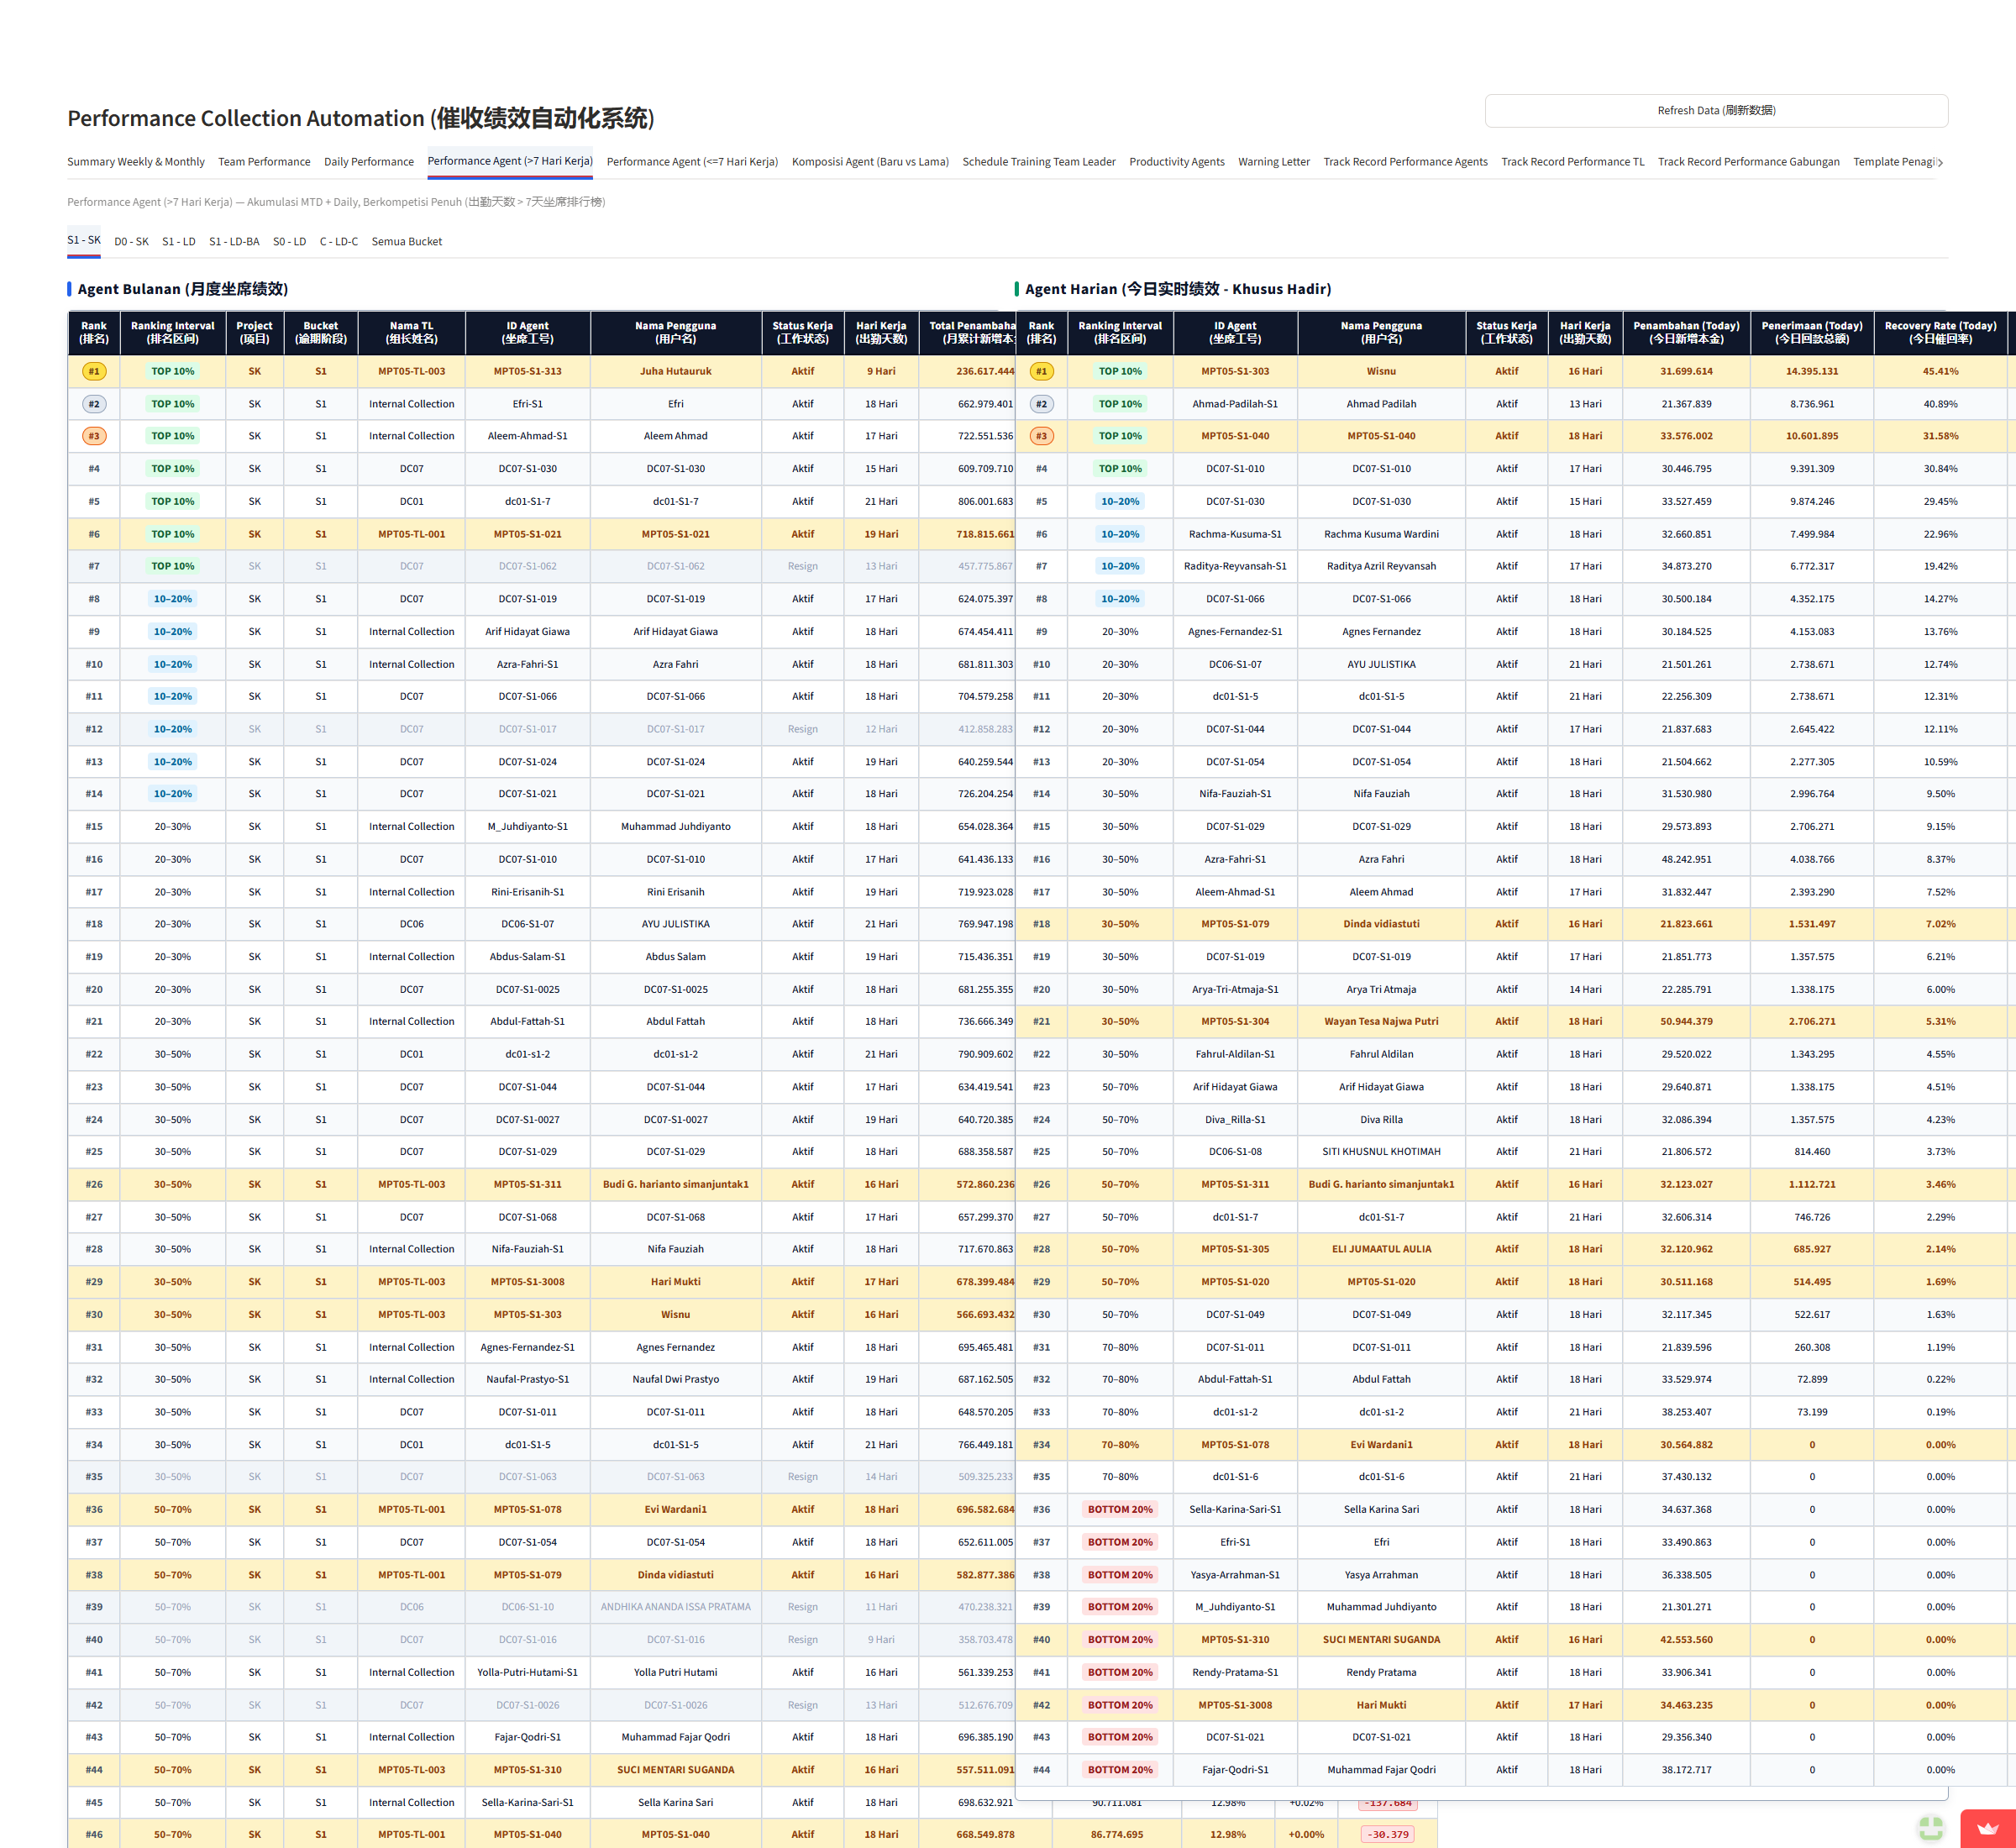 Performance Collection Automation (催收绩效自动化系统)
Refresh Data (刷新数据)
Summary Weekly & Monthly Team Performance Daily Performance Performance Agent (>7 Hari Kerja) Performance Agent (<=7 Hari Kerja) Komposisi Agent (Baru vs Lama) Schedule Training Team Leader Productivity Agents Warning Letter Track Record Performance Agents Track Record Performance TL Track Record Performance Gabungan Template Penagi
Performance Agent (>7 Hari Kerja) — Akumulasi MTD + Daily, Berkompetisi Penuh (出勤天数 > 7天坐席排行榜)
S1 - SK D0 - SK S1 - LD S1 - LD-BA S0 - LD C - LD-C Semua Bucket
Agent Bulanan (月度坐席绩效)
Rank Ranking Interval Project Bucket Nama TL ID Agent Nama Pengguna Status Kerja Hari Kerja Total Penambaha
(排名) (排名区间) (项目) (逾期阶段) (组长姓名) (坐席工号) (用户名) (工作状态) (出勤天数) (月累计新增本
#1 TOP 10% SK S1 MPT05-TL-003 MPT05-S1-313 Juha Hutauruk Aktif 9 Hari 236.617.444
#2 TOP 10% SK S1 Internal Collection Efri-S1 Efri Aktif 18 Hari 662.979.401
#3 TOP 10% SK S1 Internal Collection Aleem-Ahmad-S1 Aleem Ahmad Aktif 17 Hari 722.551.536
#4 TOP 10% SK S1 DC07 DC07-S1-030 DC07-S1-030 Aktif 15 Hari 609.709.710
#5 TOP 10% SK S1 DC01 dc01-S1-7 dc01-S1-7 Aktif 21 Hari 806.001.683
#6 TOP 10% SK S1 MPT05-TL-001 MPT05-S1-021 MPT05-S1-021 Aktif 19 Hari 718.815.661
#7 TOP 10% SK S1 DC07 DC07-S1-062 DC07-S1-062 Resign 13 Hari 457.775.867
#8 10–20% SK S1 DC07 DC07-S1-019 DC07-S1-019 Aktif 17 Hari 624.075.397
#9 10–20% SK S1 Internal Collection Arif Hidayat Giawa Arif Hidayat Giawa Aktif 18 Hari 674.454.411
#10 10–20% SK S1 Internal Collection Azra-Fahri-S1 Azra Fahri Aktif 18 Hari 681.811.303
#11 10–20% SK S1 DC07 DC07-S1-066 DC07-S1-066 Aktif 18 Hari 704.579.258
#12 10–20% SK S1 DC07 DC07-S1-017 DC07-S1-017 Resign 12 Hari 412.858.283
#13 10–20% SK S1 DC07 DC07-S1-024 DC07-S1-024 Aktif 19 Hari 640.259.544
#14 10–20% SK S1 DC07 DC07-S1-021 DC07-S1-021 Aktif 18 Hari 726.204.254
#15 20–30% SK S1 Internal Collection M_Juhdiyanto-S1 Muhammad Juhdiyanto Aktif 18 Hari 654.028.364
#16 20–30% SK S1 DC07 DC07-S1-010 DC07-S1-010 Aktif 17 Hari 641.436.133
#17 20–30% SK S1 Internal Collection Rini-Erisanih-S1 Rini Erisanih Aktif 19 Hari 719.923.028
#18 20–30% SK S1 DC06 DC06-S1-07 AYU JULISTIKA Aktif 21 Hari 769.947.198
#19 20–30% SK S1 Internal Collection Abdus-Salam-S1 Abdus Salam Aktif 18 Hari 715.436.351
#20 20–30% SK S1 DC07 DC07-S1-0025 DC07-S1-0025 Aktif 18 Hari 681.255.355
#21 20–30% SK S1 Internal Collection Abdul-Fattah-S1 Abdul Fattah Aktif 18 Hari 736.666.349
#22 30–50% SK S1 DC01 dc01-s1-2 dc01-s1-2 Aktif 21 Hari 790.909.602
#23 30–50% SK S1 DC07 DC07-S1-044 DC07-S1-044 Aktif 17 Hari 634.419.541
#24 30–50% SK S1 DC07 DC07-S1-0027 DC07-S1-0027 Aktif 19 Hari 640.720.385
#25 30–50% SK S1 DC07 DC07-S1-029 DC07-S1-029 Aktif 18 Hari 688.358.587
#26 30–50% SK S1 MPT05-TL-003 MPT05-S1-311 Budi G. harianto simanjuntak1 Aktif 16 Hari 572.860.236
#27 30–50% SK S1 DC07 DC07-S1-068 DC07-S1-068 Aktif 17 Hari 657.299.370
#28 30–50% SK S1 Internal Collection Nifa-Fauziah-S1 Nifa Fauziah Aktif 18 Hari 717.670.863
#29 30–50% SK S1 MPT05-TL-003 MPT05-S1-3008 Hari Mukti Aktif 17 Hari 678.399.484
#30 30–50% SK S1 MPT05-TL-003 MPT05-S1-303 Wisnu Aktif 16 Hari 566.693.432
#31 30–50% SK S1 Internal Collection Agnes-Fernandez-S1 Agnes Fernandez Aktif 18 Hari 695.465.481
#32 30–50% SK S1 Internal Collection Naufal-Prastyo-S1 Naufal Dwi Prastyo Aktif 19 Hari 687.162.505
#33 30–50% SK S1 DC07 DC07-S1-011 DC07-S1-011 Aktif 18 Hari 648.570.205
#34 30–50% SK S1 DC01 dc01-S1-5 dc01-S1-5 Aktif 21 Hari 766.449.181
#35 30–50% SK S1 DC07 DC07-S1-063 DC07-S1-063 Resign 14 Hari 509.325.233
#36 50–70% SK S1 MPT05-TL-001 MPT05-S1-078 Evi Wardani1 Aktif 18 Hari 696.582.684
#37 50–70% SK S1 DC07 DC07-S1-054 DC07-S1-054 Aktif 18 Hari 652.611.005
#38 50–70% SK S1 MPT05-TL-001 MPT05-S1-079 Dinda vidiastuti Aktif 16 Hari 582.877.386
#39 50–70% SK S1 DC06 DC06-S1-10 ANDHIKA ANANDA ISSA PRATAMA Resign 11 Hari 470.238.321
#40 50–70% SK S1 DC07 DC07-S1-016 DC07-S1-016 Resign 9 Hari 358.703.478
#41 50–70% SK S1 Internal Collection Yolla-Putri-Hutami-S1 Yolla Putri Hutami Aktif 16 Hari 561.339.253
#42 50–70% SK S1 DC07 DC07-S1-0026 DC07-S1-0026 Resign 13 Hari 512.676.709
#43 50–70% SK S1 Internal Collection Fajar-Qodri-S1 Muhammad Fajar Qodri Aktif 18 Hari 696.385.190
#44 50–70% SK S1 MPT05-TL-003 MPT05-S1-310 SUCI MENTARI SUGANDA Aktif 16 Hari 557.511.091
#45 50–70% SK S1 Internal Collection Sella-Karina-Sari-S1 Sella Karina Sari Aktif 18 Hari 698.632.921 90.711.081 12.98% +0.02% -137.684
#46 50–70% SK S1 MPT05-TL-001 MPT05-S1-040 MPT05-S1-040 Aktif 18 Hari 668.549.878 86.774.695 12.98% +0.00% -30.379
Agent Harian (今日实时绩效 - Khusus Hadir)
Rank Ranking Interval ID Agent Nama Pengguna Status Kerja Hari Kerja Penambahan (Today) Penerimaan (Today) Recovery Rate (Today)
(排名) (排名区间) (坐席工号) (用户名) (工作状态) (出勤天数) (今日新增本金) (今日回款总额) (今日催回率)
#1 TOP 10% MPT05-S1-303 Wisnu Aktif 16 Hari 31.699.614 14.395.131 45.41%
#2 TOP 10% Ahmad-Padilah-S1 Ahmad Padilah Aktif 13 Hari 21.367.839 8.736.961 40.89%
#3 TOP 10% MPT05-S1-040 MPT05-S1-040 Aktif 18 Hari 33.576.002 10.601.895 31.58%
#4 TOP 10% DC07-S1-010 DC07-S1-010 Aktif 17 Hari 30.446.795 9.391.309 30.84%
#5 10–20% DC07-S1-030 DC07-S1-030 Aktif 15 Hari 33.527.459 9.874.246 29.45%
#6 10–20% Rachma-Kusuma-S1 Rachma Kusuma Wardini Aktif 18 Hari 32.660.851 7.499.984 22.96%
#7 10–20% Raditya-Reyvansah-S1 Raditya Azril Reyvansah Aktif 17 Hari 34.873.270 6.772.317 19.42%
#8 10–20% DC07-S1-066 DC07-S1-066 Aktif 18 Hari 30.500.184 4.352.175 14.27%
#9 20–30% Agnes-Fernandez-S1 Agnes Fernandez Aktif 18 Hari 30.184.525 4.153.083 13.76%
#10 20–30% DC06-S1-07 AYU JULISTIKA Aktif 21 Hari 21.501.261 2.738.671 12.74%
#11 20–30% dc01-S1-5 dc01-S1-5 Aktif 21 Hari 22.256.309 2.738.671 12.31%
#12 20–30% DC07-S1-044 DC07-S1-044 Aktif 17 Hari 21.837.683 2.645.422 12.11%
#13 20–30% DC07-S1-054 DC07-S1-054 Aktif 18 Hari 21.504.662 2.277.305 10.59%
#14 30–50% Nifa-Fauziah-S1 Nifa Fauziah Aktif 18 Hari 31.530.980 2.996.764 9.50%
#15 30–50% DC07-S1-029 DC07-S1-029 Aktif 18 Hari 29.573.893 2.706.271 9.15%
#16 30–50% Azra-Fahri-S1 Azra Fahri Aktif 18 Hari 48.242.951 4.038.766 8.37%
#17 30–50% Aleem-Ahmad-S1 Aleem Ahmad Aktif 17 Hari 31.832.447 2.393.290 7.52%
#18 30–50% MPT05-S1-079 Dinda vidiastuti Aktif 16 Hari 21.823.661 1.531.497 7.02%
#19 30–50% DC07-S1-019 DC07-S1-019 Aktif 17 Hari 21.851.773 1.357.575 6.21%
#20 30–50% Arya-Tri-Atmaja-S1 Arya Tri Atmaja Aktif 14 Hari 22.285.791 1.338.175 6.00%
#21 30–50% MPT05-S1-304 Wayan Tesa Najwa Putri Aktif 18 Hari 50.944.379 2.706.271 5.31%
#22 30–50% Fahrul-Aldilan-S1 Fahrul Aldilan Aktif 18 Hari 29.520.022 1.343.295 4.55%
#23 50–70% Arif Hidayat Giawa Arif Hidayat Giawa Aktif 18 Hari 29.640.871 1.338.175 4.51%
#24 50–70% Diva_Rilla-S1 Diva Rilla Aktif 18 Hari 32.086.394 1.357.575 4.23%
#25 50–70% DC06-S1-08 SITI KHUSNUL KHOTIMAH Aktif 21 Hari 21.806.572 814.460 3.73%
#26 50–70% MPT05-S1-311 Budi G. harianto simanjuntak1 Aktif 16 Hari 32.123.027 1.112.721 3.46%
#27 50–70% dc01-S1-7 dc01-S1-7 Aktif 21 Hari 32.606.314 746.726 2.29%
#28 50–70% MPT05-S1-305 ELI JUMAATUL AULIA Aktif 18 Hari 32.120.962 685.927 2.14%
#29 50–70% MPT05-S1-020 MPT05-S1-020 Aktif 18 Hari 30.511.168 514.495 1.69%
#30 50–70% DC07-S1-049 DC07-S1-049 Aktif 18 Hari 32.117.345 522.617 1.63%
#31 70–80% DC07-S1-011 DC07-S1-011 Aktif 18 Hari 21.839.596 260.308 1.19%
#32 70–80% Abdul-Fattah-S1 Abdul Fattah Aktif 18 Hari 33.529.974 72.899 0.22%
#33 70–80% dc01-s1-2 dc01-s1-2 Aktif 21 Hari 38.253.407 73.199 0.19%
#34 70–80% MPT05-S1-078 Evi Wardani1 Aktif 18 Hari 30.564.882 0 0.00%
#35 70–80% dc01-S1-6 dc01-S1-6 Aktif 21 Hari 37.430.132 0 0.00%
#36 BOTTOM 20% Sella-Karina-Sari-S1 Sella Karina Sari Aktif 18 Hari 34.637.368 0 0.00%
#37 BOTTOM 20% Efri-S1 Efri Aktif 18 Hari 33.490.863 0 0.00%
#38 BOTTOM 20% Yasya-Arrahman-S1 Yasya Arrahman Aktif 18 Hari 36.338.505 0 0.00%
#39 BOTTOM 20% M_Juhdiyanto-S1 Muhammad Juhdiyanto Aktif 18 Hari 21.301.271 0 0.00%
#40 BOTTOM 20% MPT05-S1-310 SUCI MENTARI SUGANDA Aktif 16 Hari 42.553.560 0 0.00%
#41 BOTTOM 20% Rendy-Pratama-S1 Rendy Pratama Aktif 18 Hari 33.906.341 0 0.00%
#42 BOTTOM 20% MPT05-S1-3008 Hari Mukti Aktif 17 Hari 34.463.235 0 0.00%
#43 BOTTOM 20% DC07-S1-021 DC07-S1-021 Aktif 18 Hari 29.356.340 0 0.00%
#44 BOTTOM 20% Fajar-Qodri-S1 Muhammad Fajar Qodri Aktif 18 Hari 38.172.717 0 0.00%